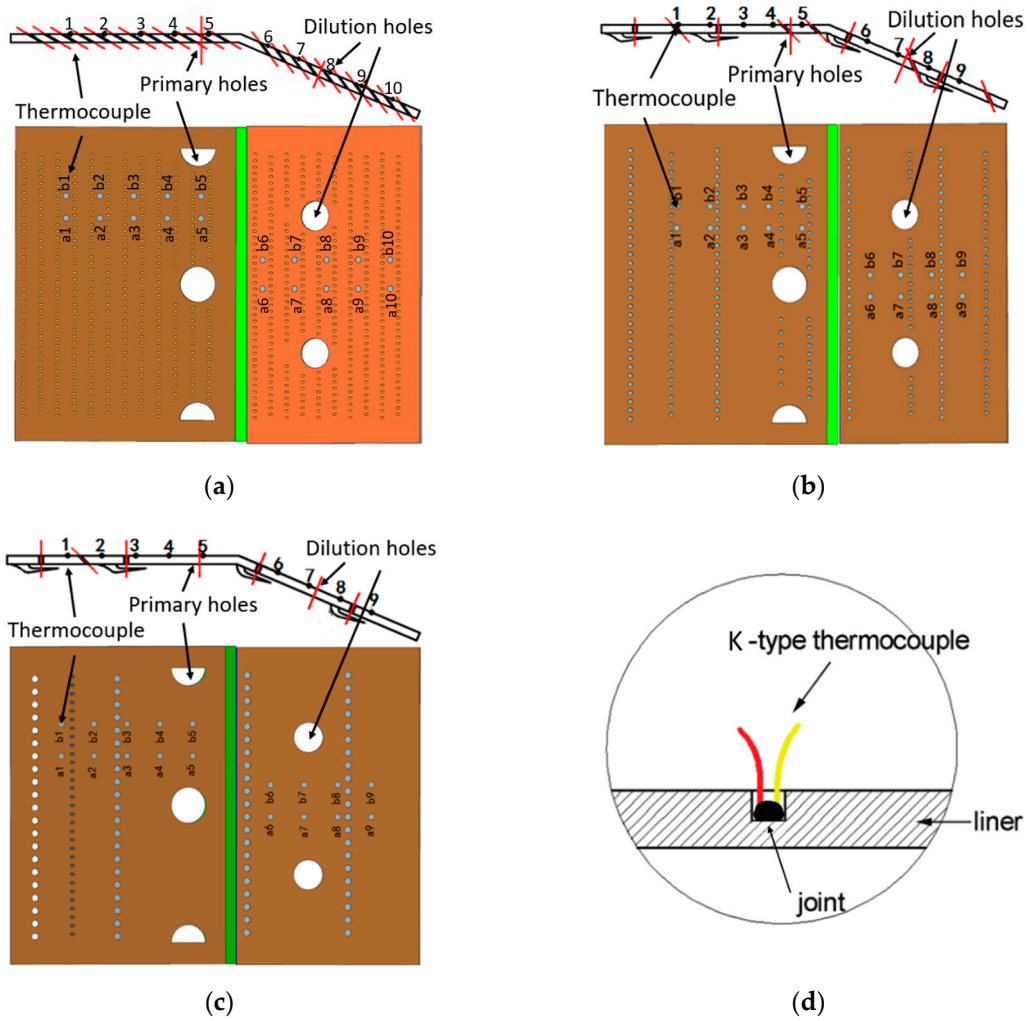 1 2 3 4 5
6 7 8 9 10
Dilution holes
Primary holes
Thermocouple
b1 b2 b3 b4 b5
a1 a2 a3 a4 a5
b6 b7 b8 b9 b10
a6 a7 a8 a9 a10
(a)
1 2 3 4 5
6 7 8 9
Dilution holes
Primary holes
Thermocouple
b1 b2 b3 b4 b5
a1 a2 a3 a4 a5
b6 b7 b8 b9
a6 a7 a8 a9
(b)
1 2 3 4 5
6 7 8 9
Dilution holes
Primary holes
Thermocouple
b1 b2 b3 b4 b5
a1 a2 a3 a4 a5
b6 b7 b8 b9
a6 a7 a8 a9
(c)
K -type thermocouple
liner
joint
(d)